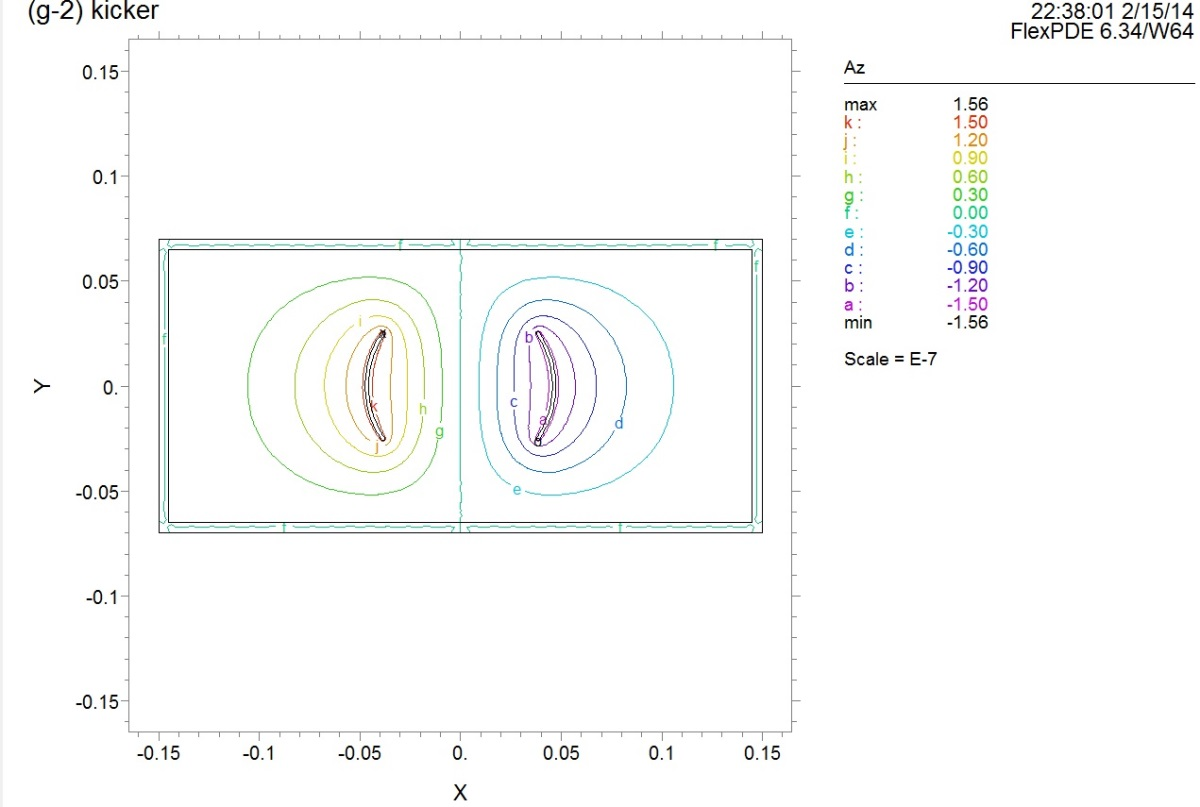 (g-2) kicker
22:38:01 2/15/14
FlexPDE 6.34/W64
Az
max 1.56
k : 1.50
j : 1.20
i : 0.90
h : 0.60
g : 0.30
f : 0.00
e : -0.30
d : -0.60
c : -0.90
b : -1.20
a : -1.50
min -1.56
Scale = E-7
0.15
0.1
0.05
0.
-0.05
-0.1
-0.15
Y
f f
f
f
i
b
k
h
c
a
d
g
j
e
f f
-0.15 -0.1 -0.05 0. 0.05 0.1 0.15
X